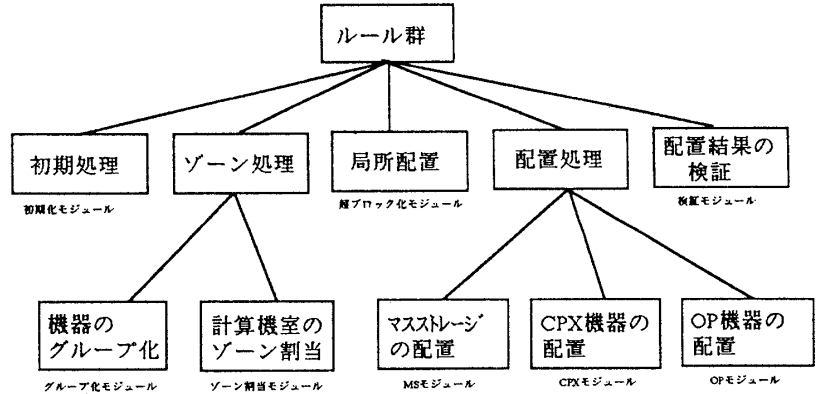 ルール群
初期処理
ゾーン処理
局所配置
配置処理
配置結果の
検証
初期化モジュール
超ブロック化モジュール
検証モジュール
機器の
グループ化
計算機室の
ゾーン割当
マスストレージ
の配置
CPX機器の
配置
OP機器の
配置
グループ化モジュール
ゾーン割当モジュール
MSモジュール
CPXモジュール
OPモジュール